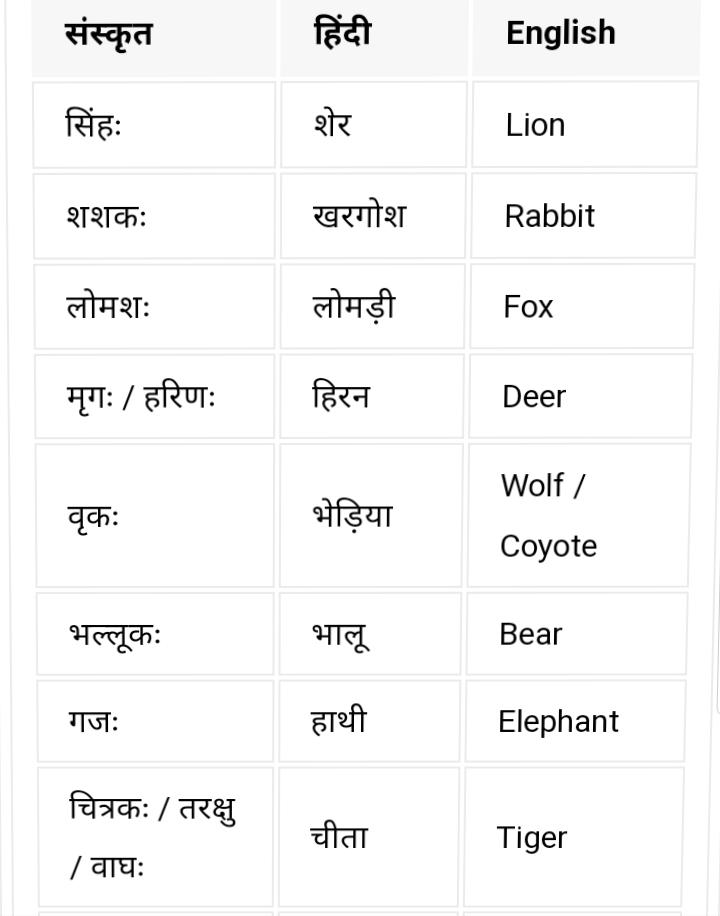 संस्कृत हिंदी English
सिंहः शेर Lion
शशकः खरगोश Rabbit
लोमशः लोमड़ी Fox
मृगः / हरिणः हिरन Deer
वृकः भेड़िया Wolf /
Coyote
भल्लूकः भालू Bear
गजः हाथी Elephant
चित्रकः / तरक्षु
/ वाघः चीता Tiger